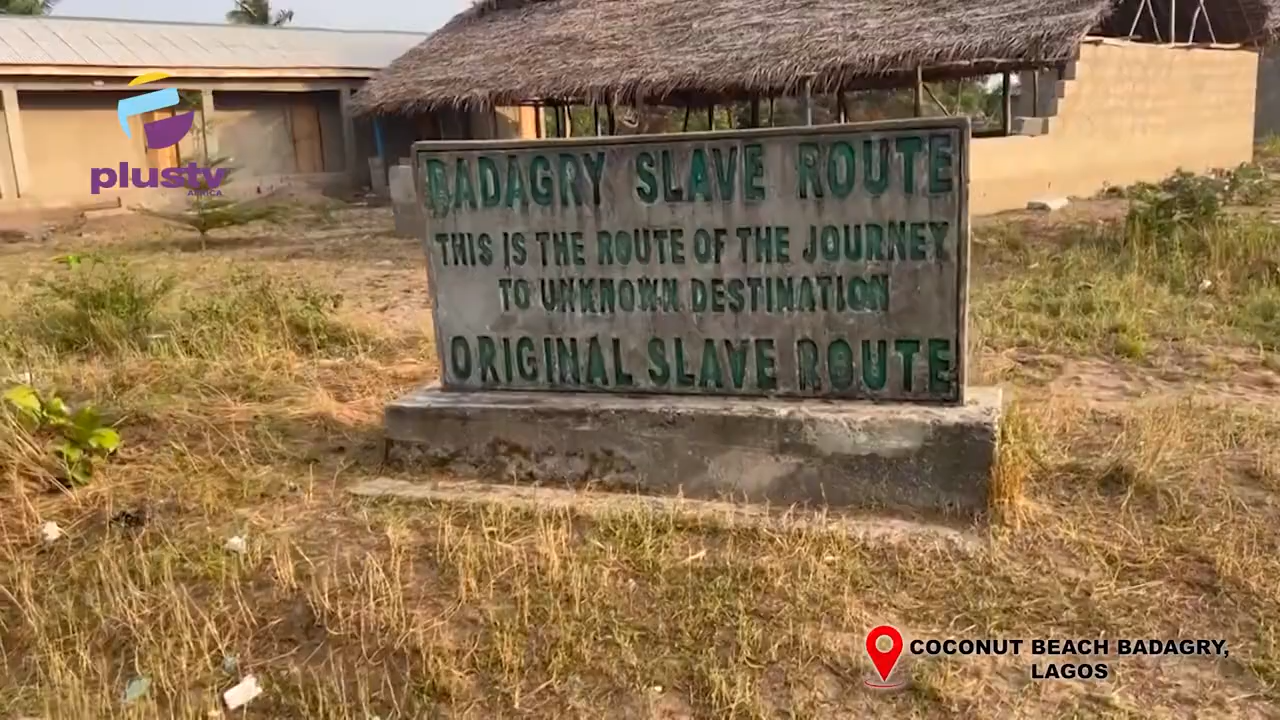 plustv
AFRICA
BADAGRY SLAVE ROUTE
THIS IS THE ROUTE OF THE JOURNEY
TO UNKNOWN DESTINATION
ORIGINAL SLAVE ROUTE
COCONUT BEACH BADAGRY,
LAGOS